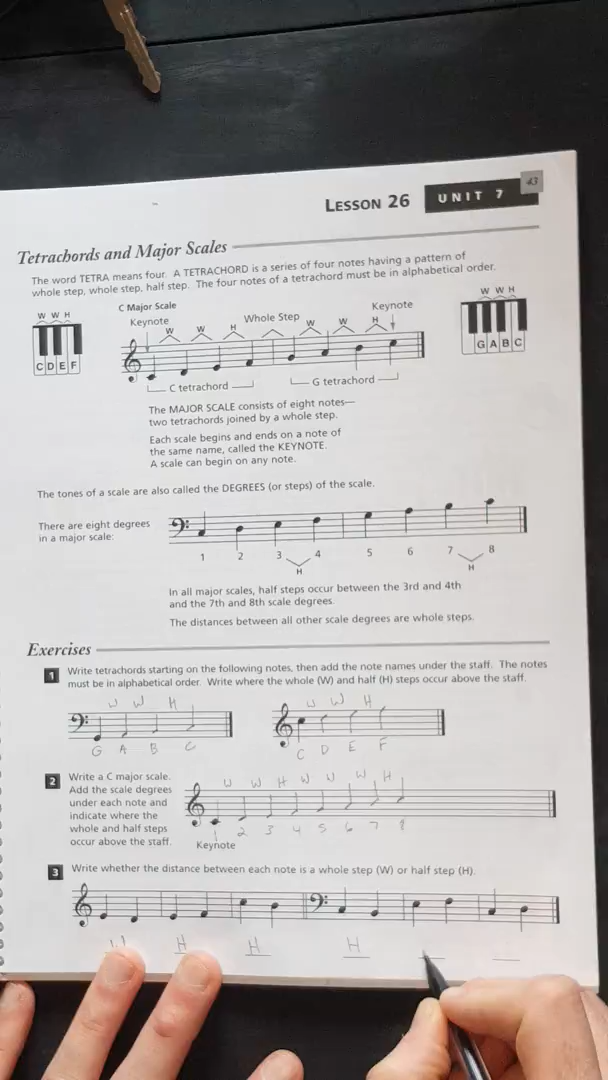 43
LESSON 26 UNIT 7
Tetrachords and Major Scales
The word TETRA means four. A TETRACHORD is a series of four notes having a pattern of
whole step, whole step, half step. The four notes of a tetrachord must be in alphabetical order.
C Major Scale
Keynote Whole Step Keynote
W W H
W W H W W H
W W H
C D E F
G A B C
C tetrachord G tetrachord
The MAJOR SCALE consists of eight notes—
two tetrachords joined by a whole step.
Each scale begins and ends on a note of
the same name, called the KEYNOTE.
A scale can begin on any note.
The tones of a scale are also called the DEGREES (or steps) of the scale.
There are eight degrees
in a major scale:
1 2 3 4 5 6 7 8
H H
In all major scales, half steps occur between the 3rd and 4th
and the 7th and 8th scale degrees.
The distances between all other scale degrees are whole steps.
Exercises
1 Write tetrachords starting on the following notes, then add the note names under the staff. The notes
must be in alphabetical order. Write where the whole (W) and half (H) steps occur above the staff.
W W H W W H
G A B C C D E F
2 Write a C major scale.
Add the scale degrees
under each note and
indicate where the
whole and half steps
occur above the staff.
W W H W W W H
1 2 3 4 5 6 7 8
Keynote
3 Write whether the distance between each note is a whole step (W) or half step (H).
H H H